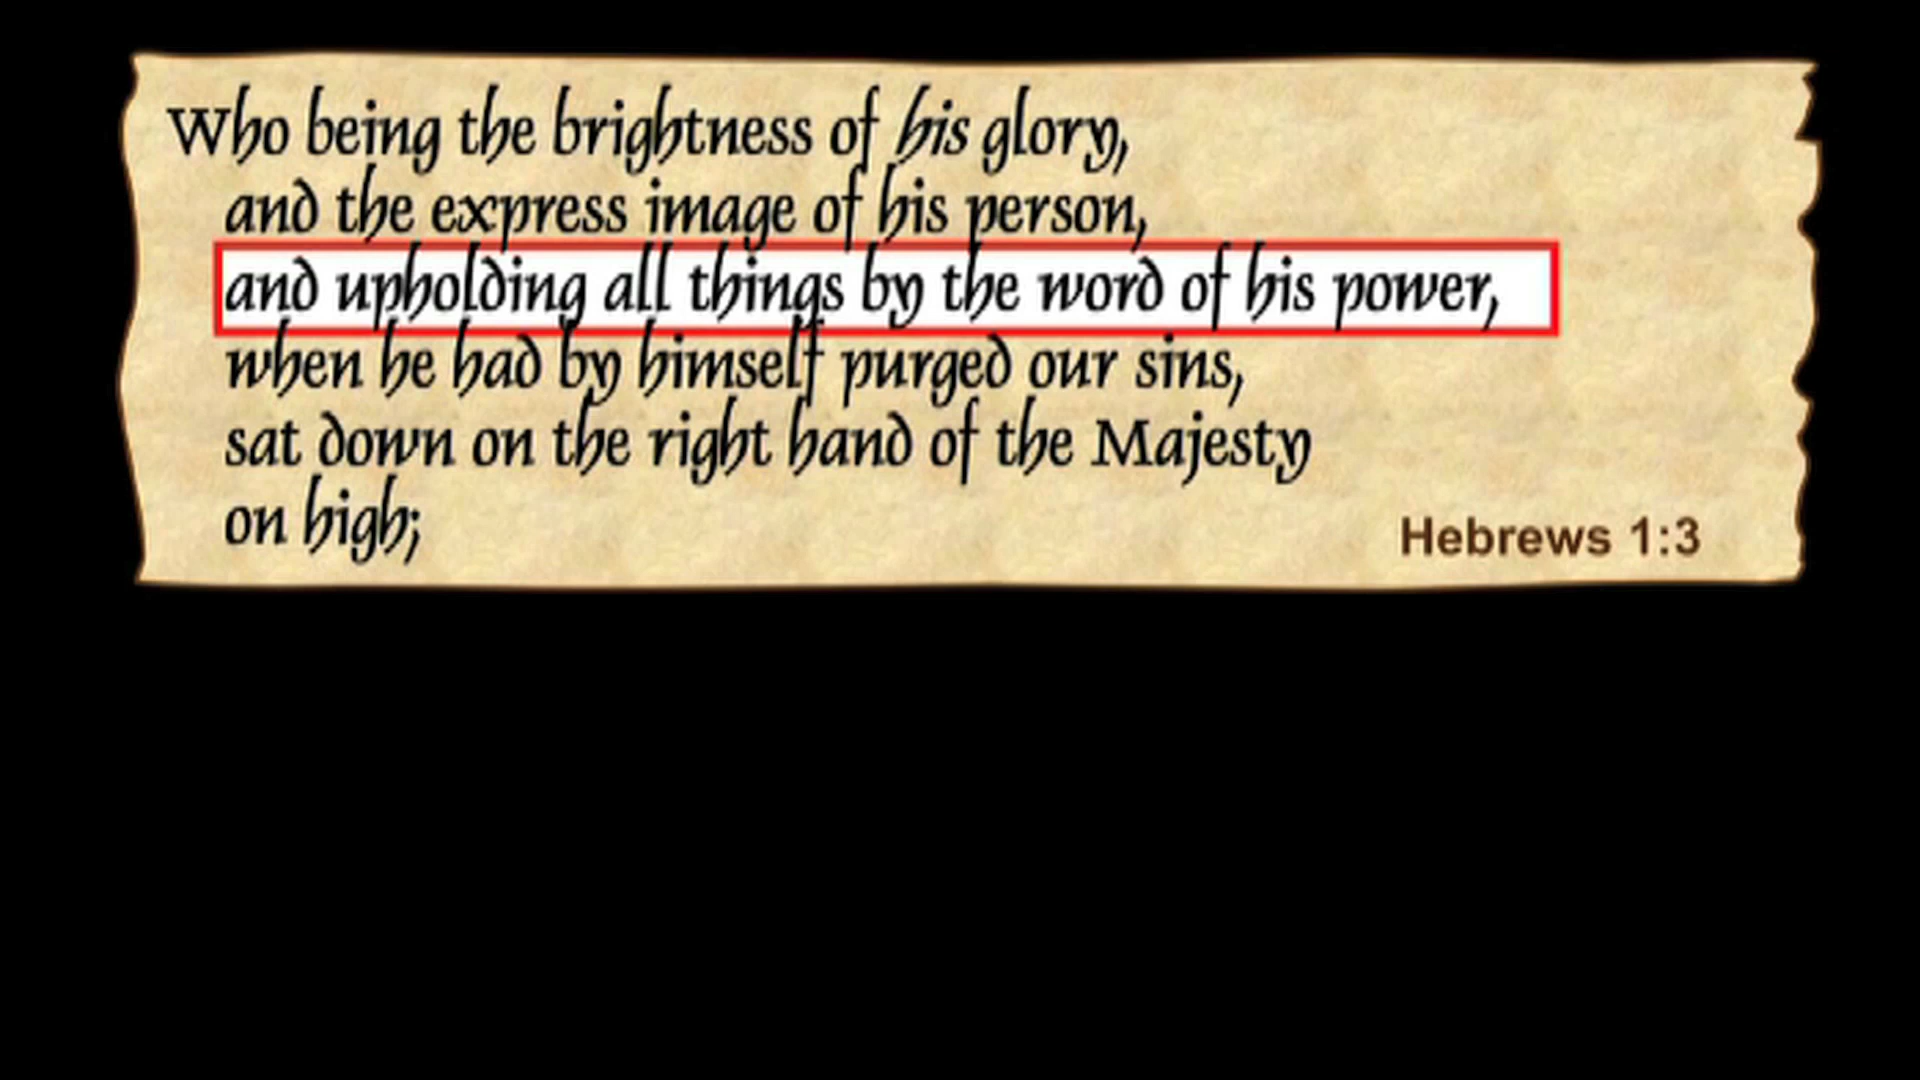 Who being the brightness of his glory,
and the express image of his person,
and upholding all things by the word of his power,
when he had by himself purged our sins,
sat down on the right hand of the Majesty
on high;
Hebrews 1:3